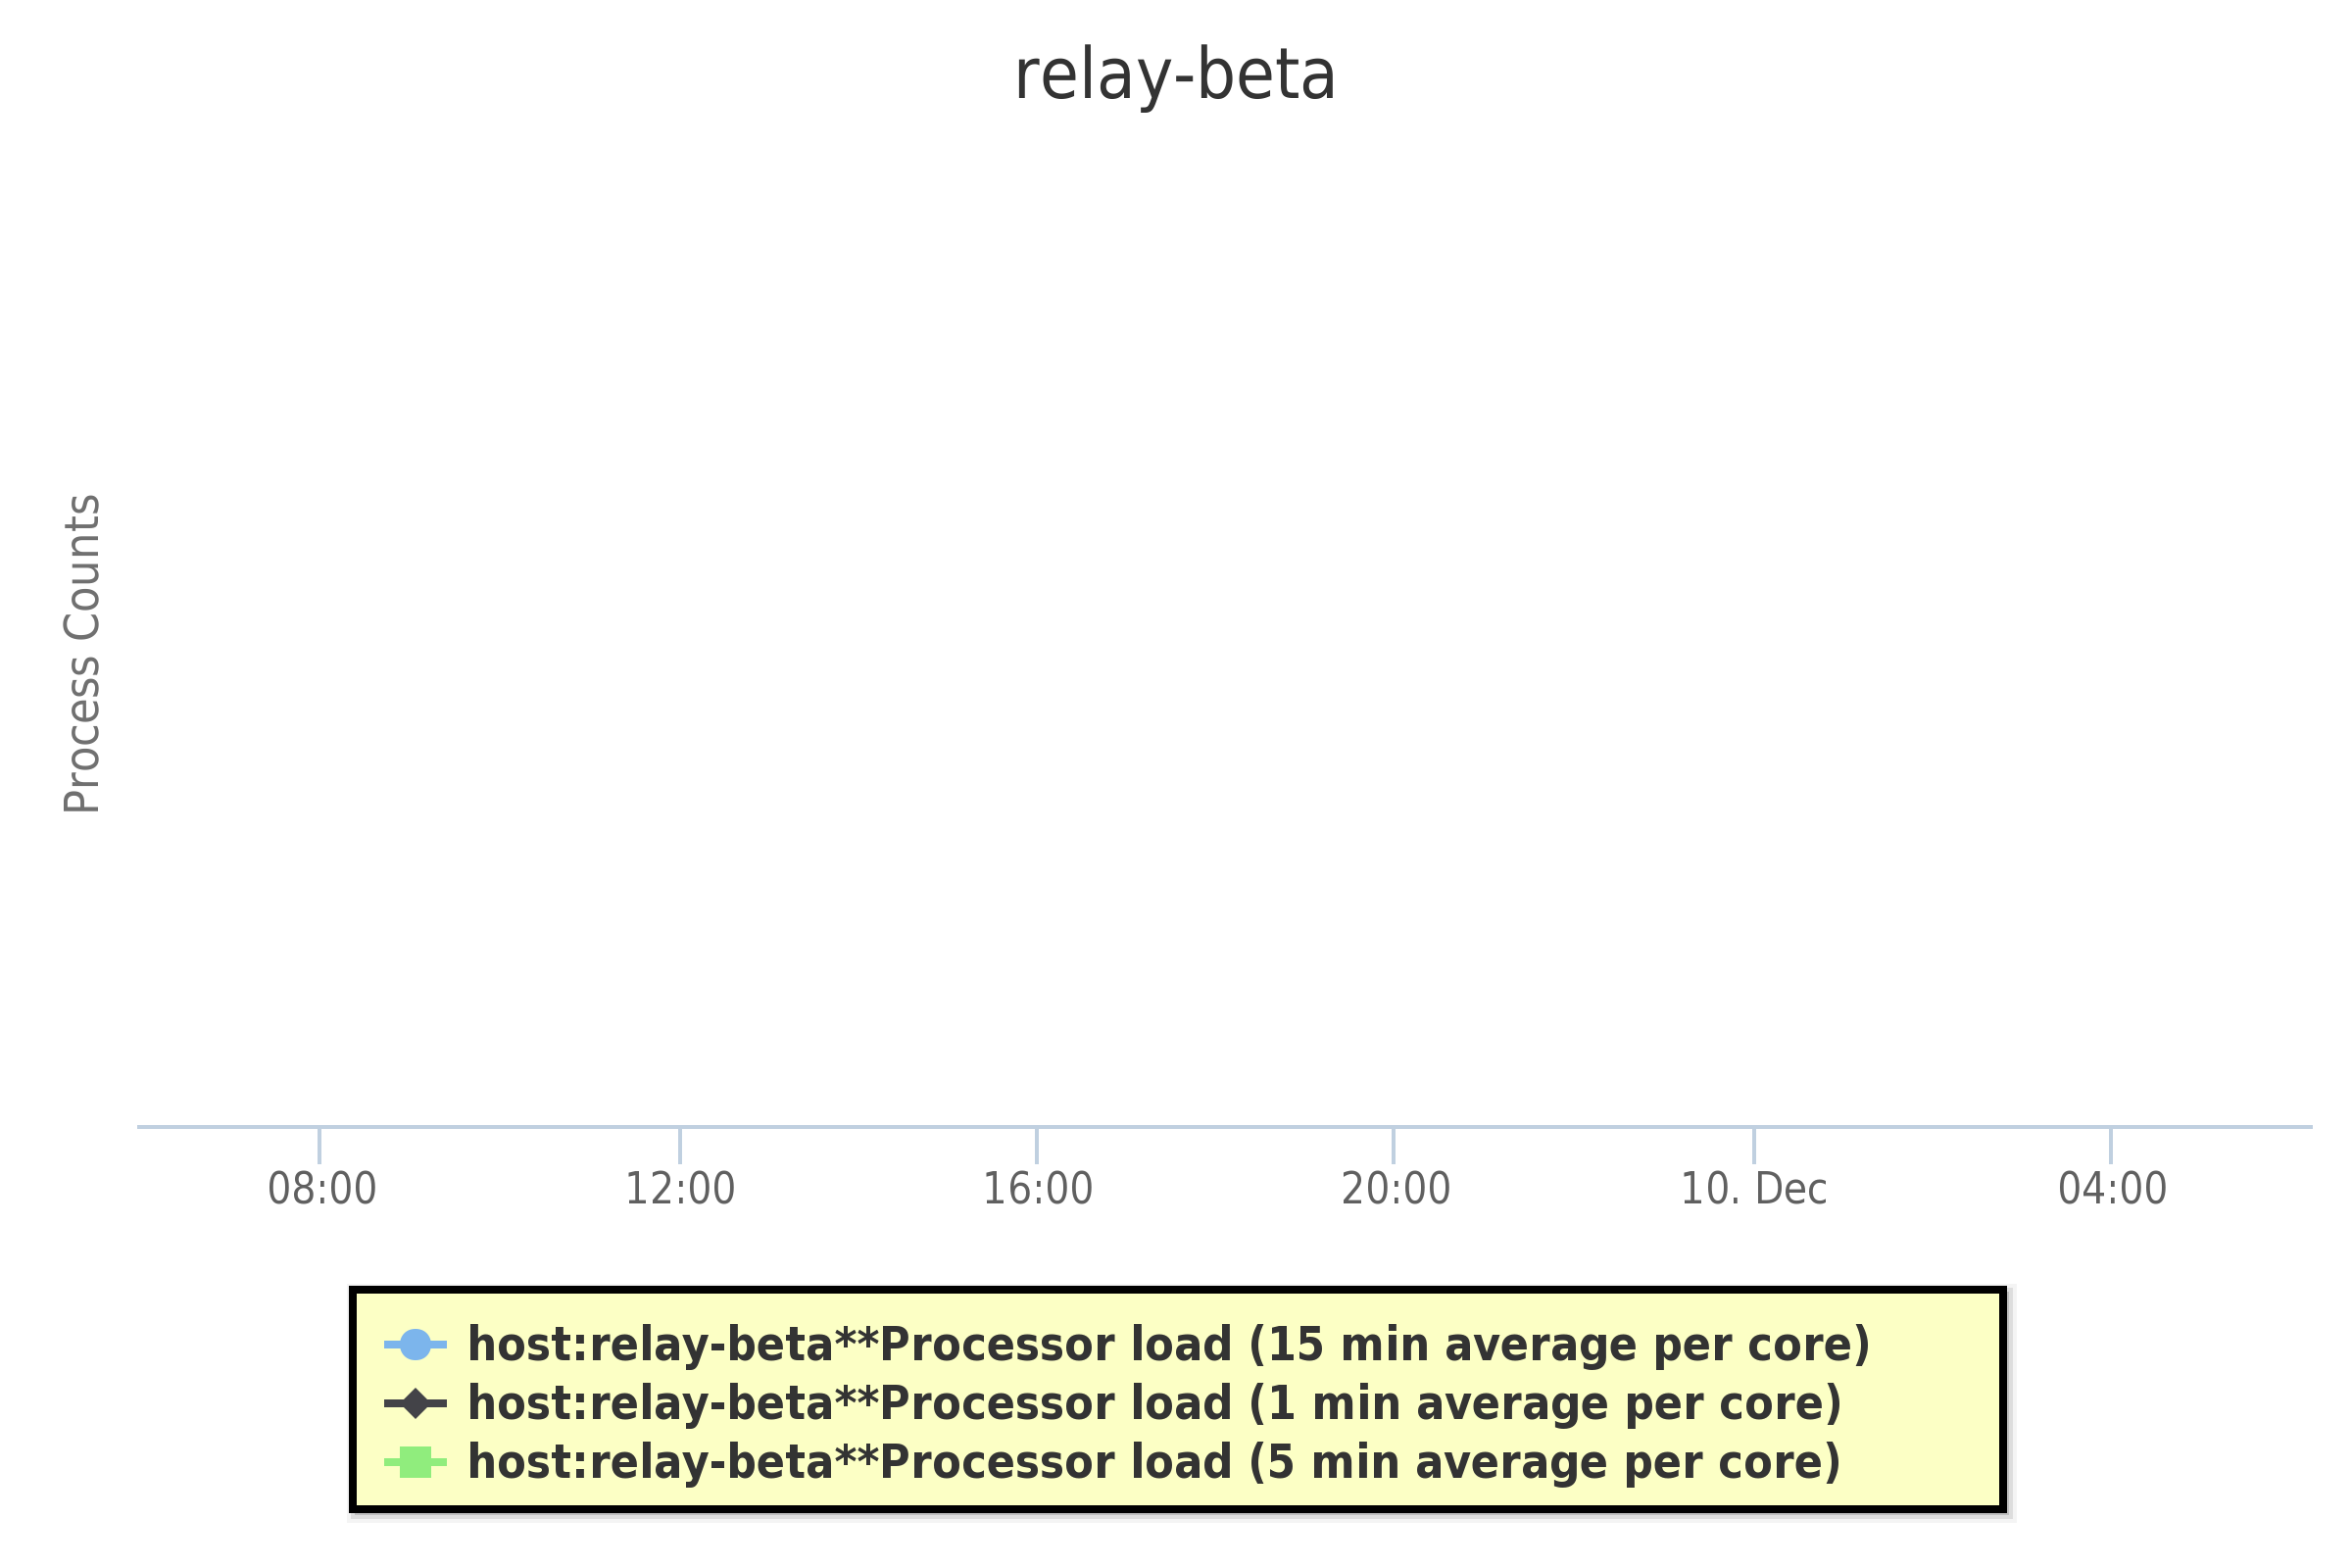 relay-beta
Process Counts
08:00 12:00 16:00 20:00 10. Dec 04:00
host:relay-beta**Processor load (15 min average per core)
host:relay-beta**Processor load (1 min average per core)
host:relay-beta**Processor load (5 min average per core)